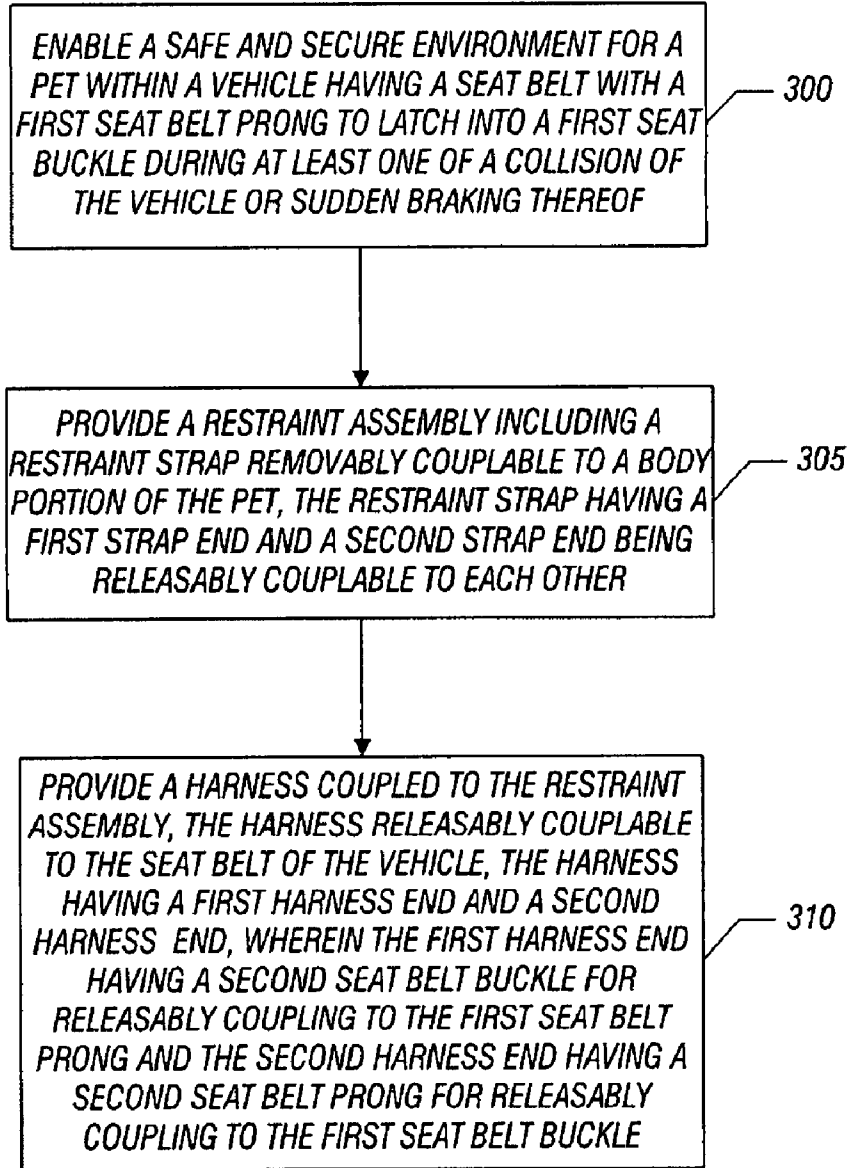 ENABLE A SAFE AND SECURE ENVIRONMENT FOR A
PET WITHIN A VEHICLE HAVING A SEAT BELT WITH A
FIRST SEAT BELT PRONG TO LATCH INTO A FIRST SEAT
BUCKLE DURING AT LEAST ONE OF A COLLISION OF
THE VEHICLE OR SUDDEN BRAKING THEREOF
300
PROVIDE A RESTRAINT ASSEMBLY INCLUDING A
RESTRAINT STRAP REMOVABLY COUPLABLE TO A BODY
PORTION OF THE PET, THE RESTRAINT STRAP HAVING A
FIRST STRAP END AND A SECOND STRAP END BEING
RELEASABLY COUPLABLE TO EACH OTHER
305
PROVIDE A HARNESS COUPLED TO THE RESTRAINT
ASSEMBLY, THE HARNESS RELEASABLY COUPLABLE
TO THE SEAT BELT OF THE VEHICLE, THE HARNESS
HAVING A FIRST HARNESS END AND A SECOND
HARNESS END, WHEREIN THE FIRST HARNESS END
HAVING A SECOND SEAT BELT BUCKLE FOR
RELEASABLY COUPLING TO THE FIRST SEAT BELT
PRONG AND THE SECOND HARNESS END HAVING A
SECOND SEAT BELT PRONG FOR RELEASABLY
COUPLING TO THE FIRST SEAT BELT BUCKLE
310